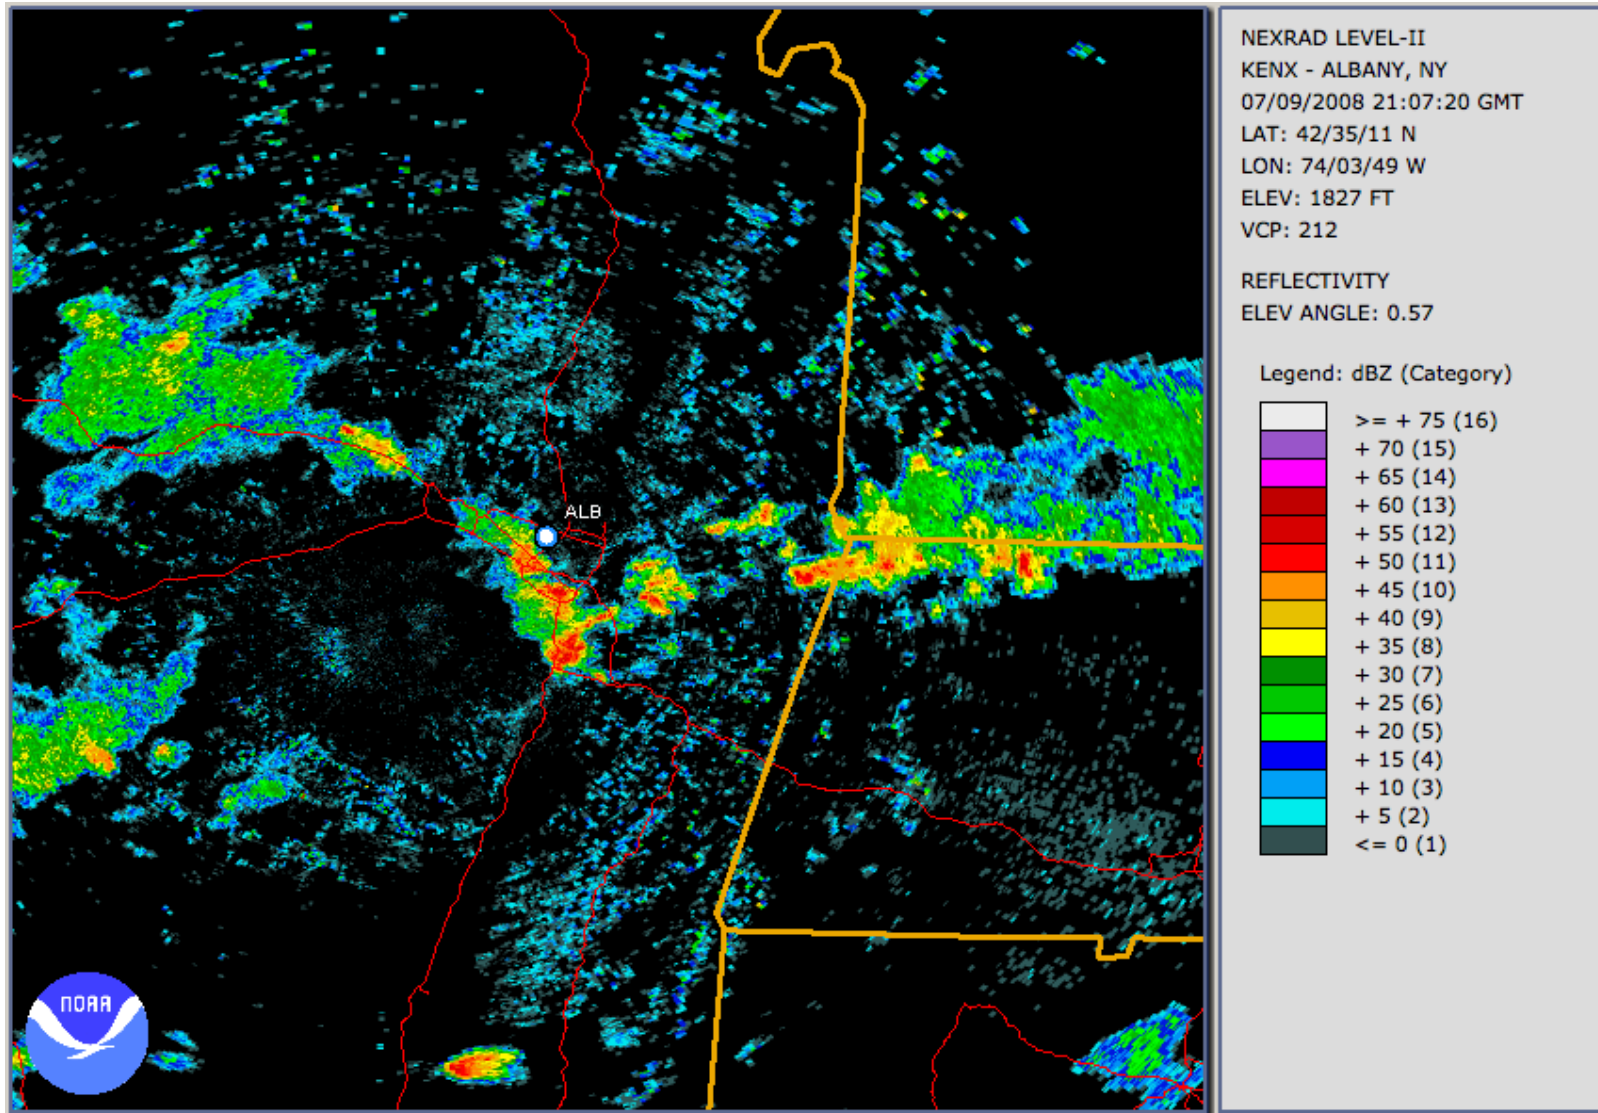 ALB
NOAA
NEXRAD LEVEL-II
KENX - ALBANY, NY
07/09/2008 21:07:20 GMT
LAT: 42/35/11 N
LON: 74/03/49 W
ELEV: 1827 FT
VCP: 212
REFLECTIVITY
ELEV ANGLE: 0.57
Legend: dBZ (Category)
>= + 75 (16)
+ 70 (15)
+ 65 (14)
+ 60 (13)
+ 55 (12)
+ 50 (11)
+ 45 (10)
+ 40 (9)
+ 35 (8)
+ 30 (7)
+ 25 (6)
+ 20 (5)
+ 15 (4)
+ 10 (3)
+ 5 (2)
<= 0 (1)